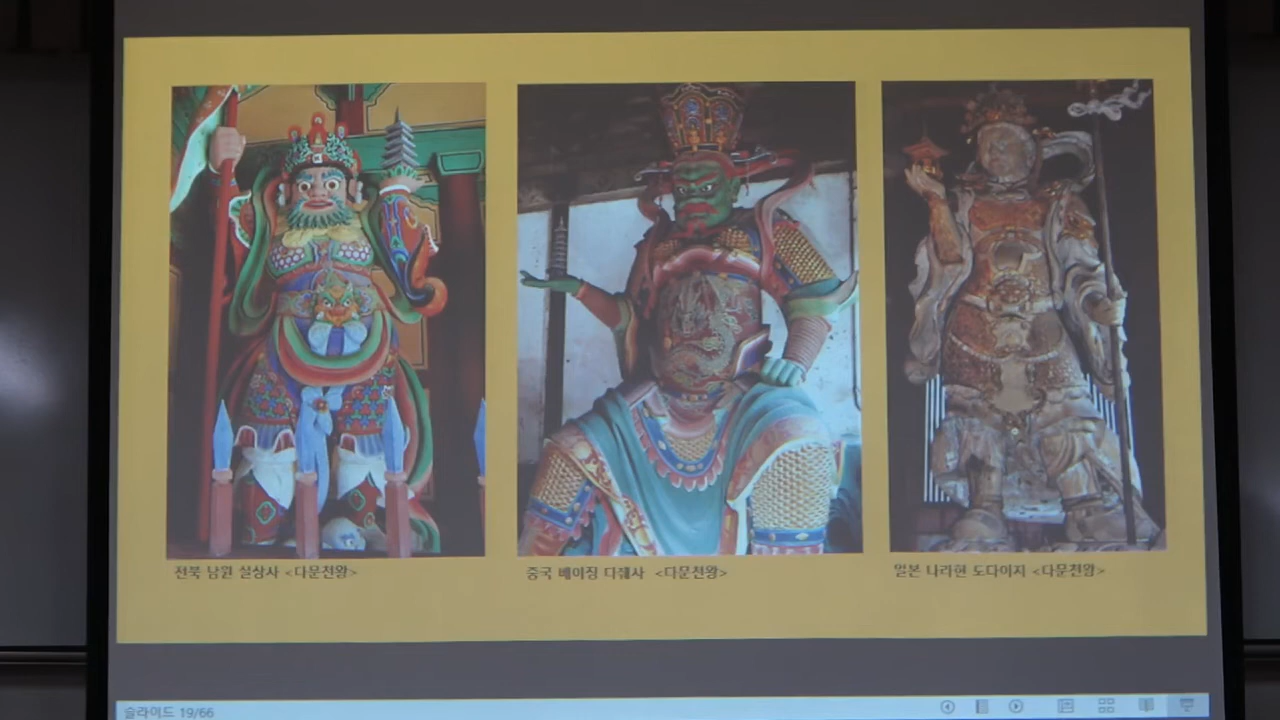 전북 남원 실상사 <다문천왕>
중국 베이징 다줴사 <다문천왕>
일본 나라현 도다이지 <다문천왕>
슬라이드 19/66